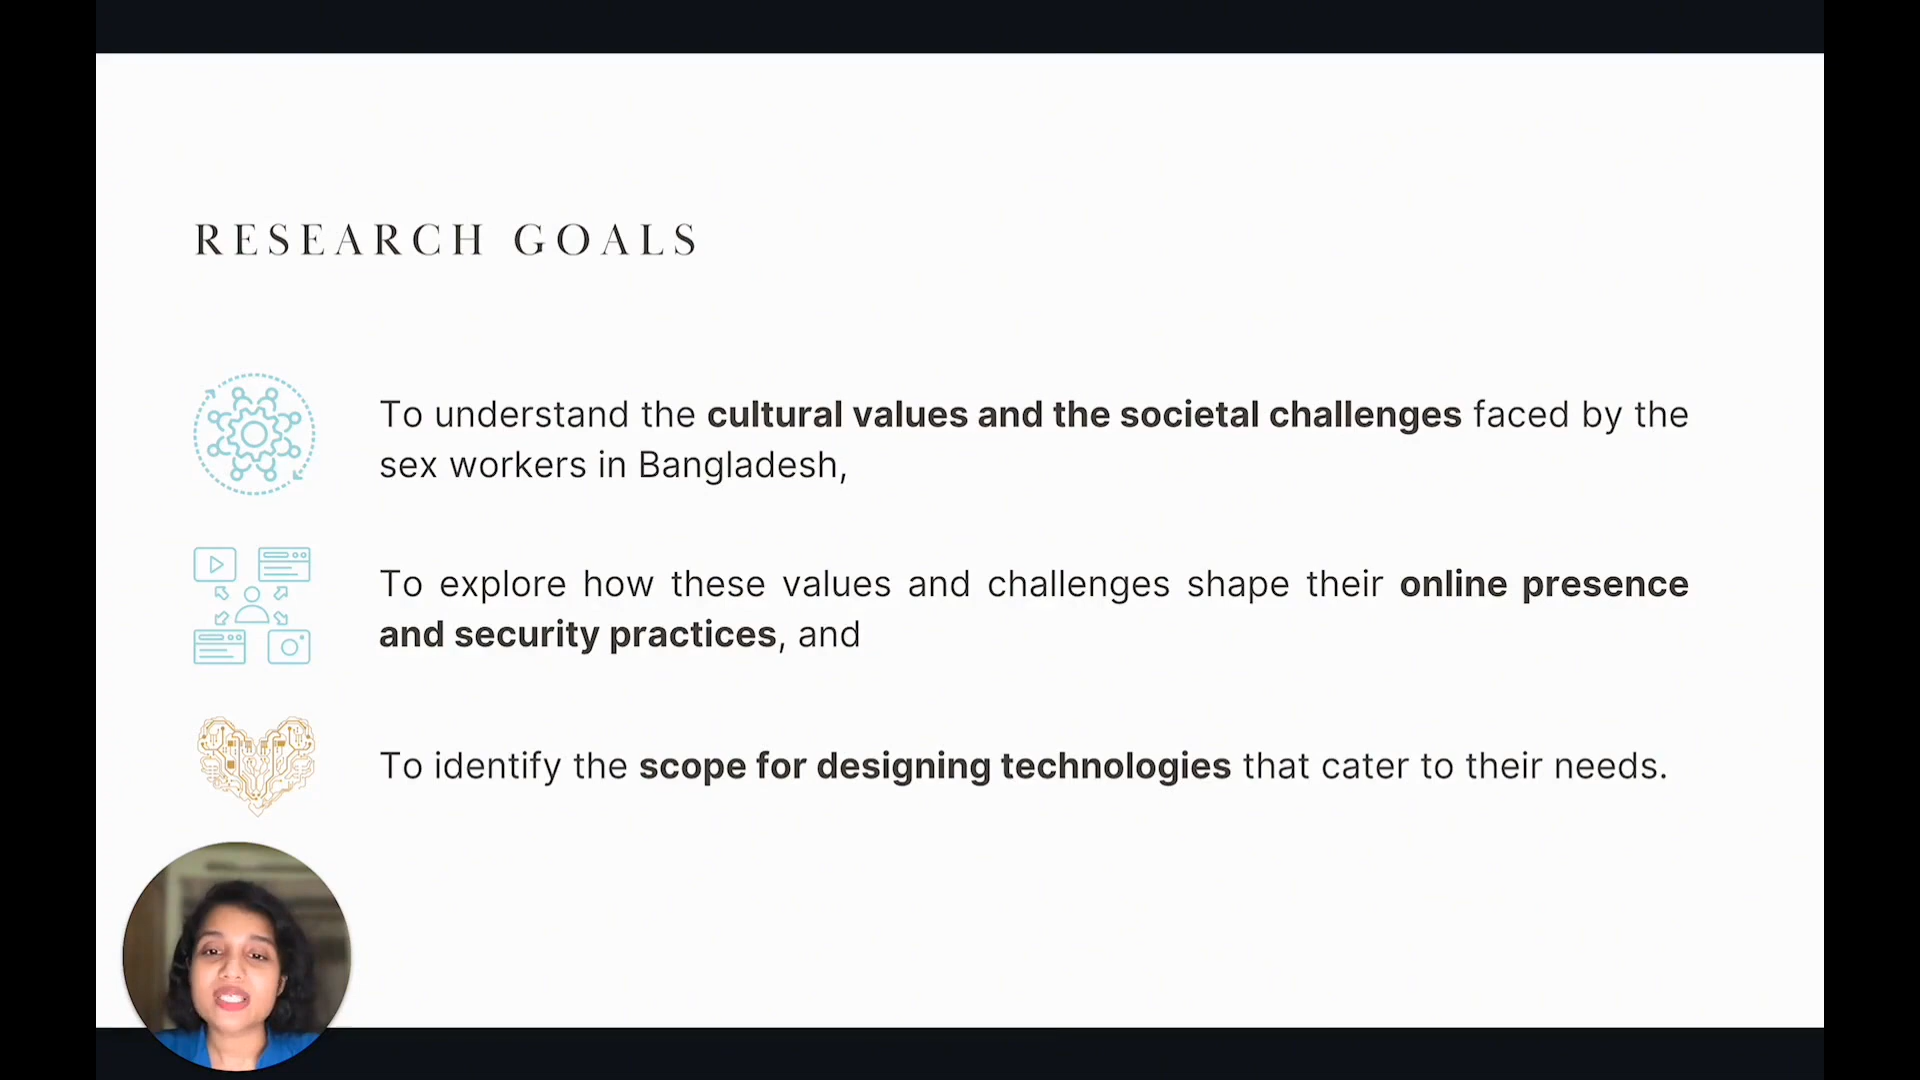 RESEARCH GOALS
To understand the cultural values and the societal challenges faced by the
sex workers in Bangladesh,
To explore how these values and challenges shape their online presence
and security practices, and
To identify the scope for designing technologies that cater to their needs.